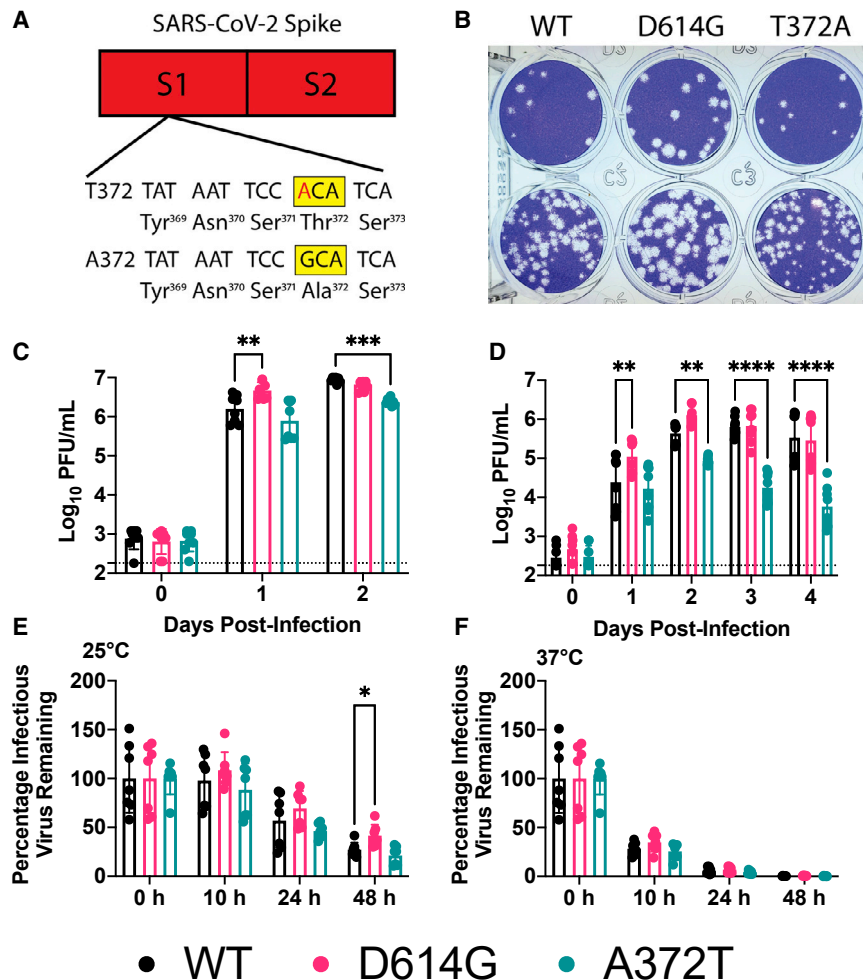 A
SARS-CoV-2 Spike
S1 S2
T372 TAT AAT TCC ACA TCA
Tyr³⁶⁹ Asn³⁷⁰ Ser³⁷¹ Thr³⁷² Ser³⁷³
A372 TAT AAT TCC GCA TCA
Tyr³⁶⁹ Asn³⁷⁰ Ser³⁷¹ Ala³⁷² Ser³⁷³
B
WT D614G T372A
C
Log₁₀ PFU/mL
7
6
5
4
3
2
** ***
0 1 2
Days Post-Infection
D
Log₁₀ PFU/mL
7
6
5
4
3
2
** ** **** ****
0 1 2 3 4
Days Post-Infection
E
25°C
Percentage Infectious
Virus Remaining
200
150
100
50
0
*
0 h 10 h 24 h 48 h
F
37°C
Percentage Infectious
Virus Remaining
200
150
100
50
0
0 h 10 h 24 h 48 h
WT D614G A372T